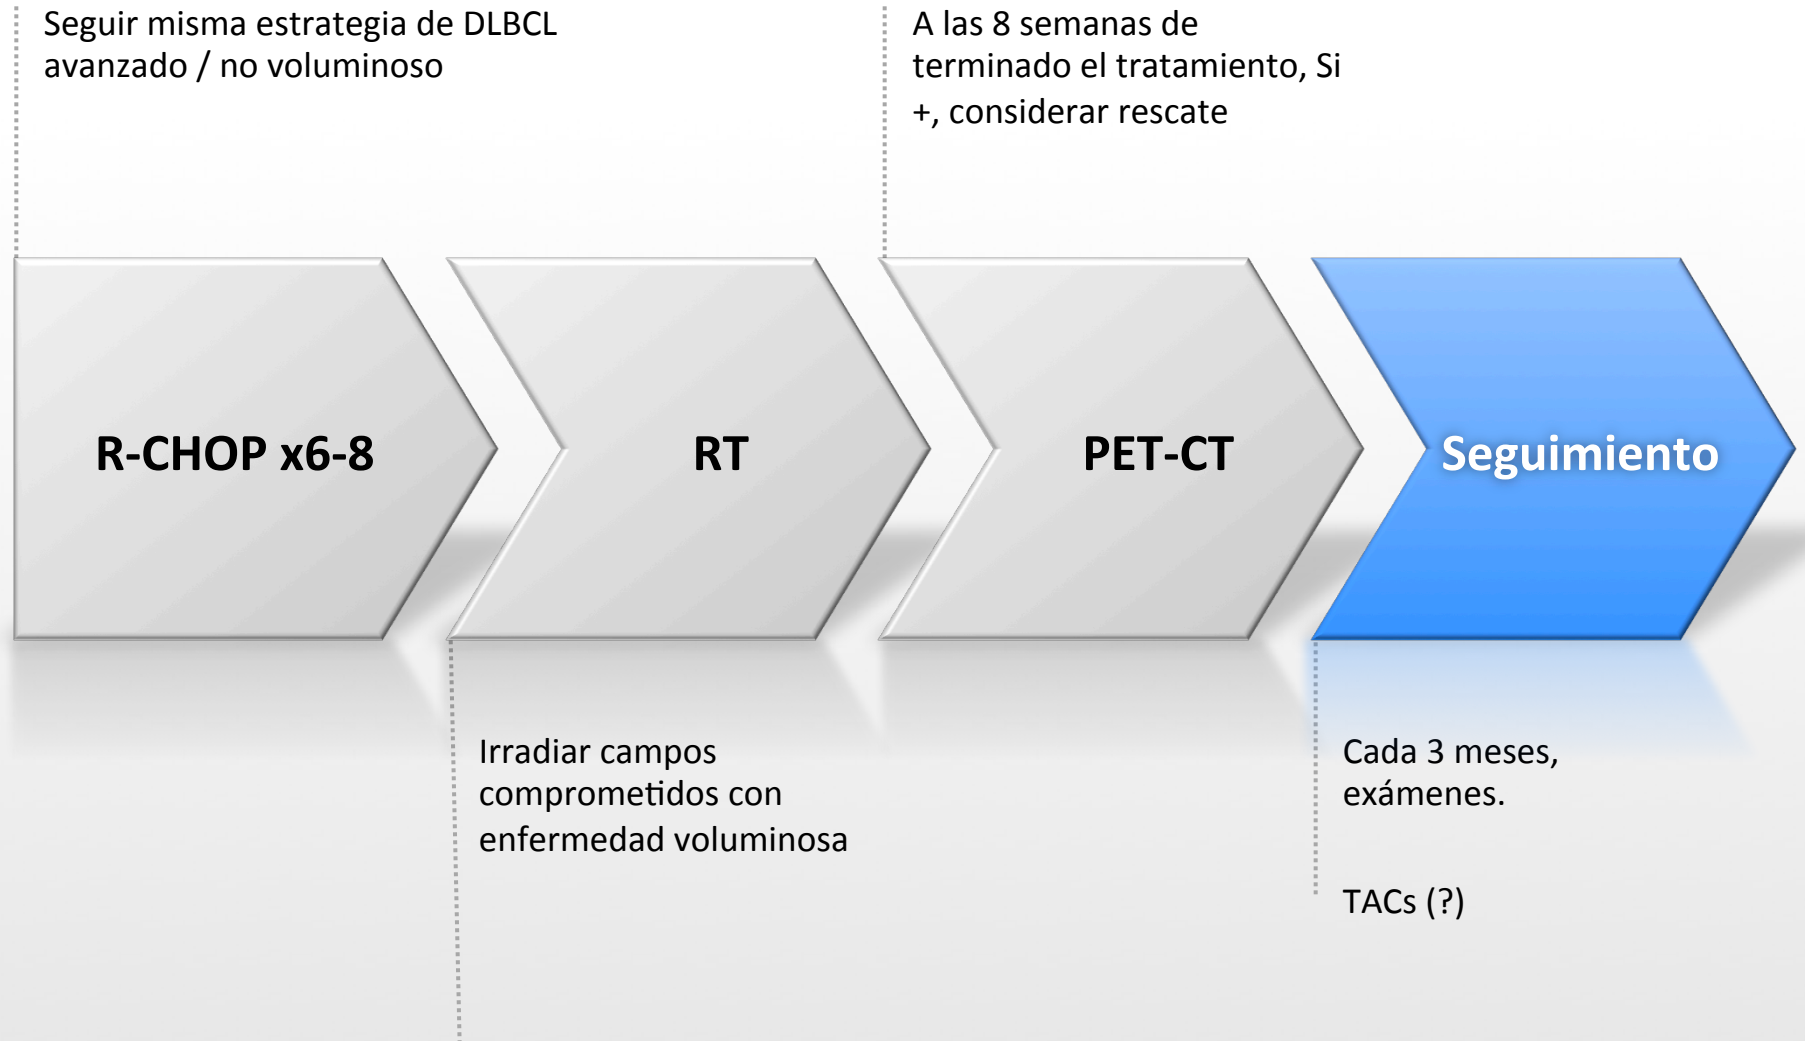 Seguir misma estrategia de DLBCL
avanzado / no voluminoso
A las 8 semanas de
terminado el tratamiento, Si
+, considerar rescate
R-CHOP x6-8
RT
PET-CT
Seguimiento
Irradiar campos
comprometidos con
enfermedad voluminosa
Cada 3 meses,
exámenes.
TACs (?)